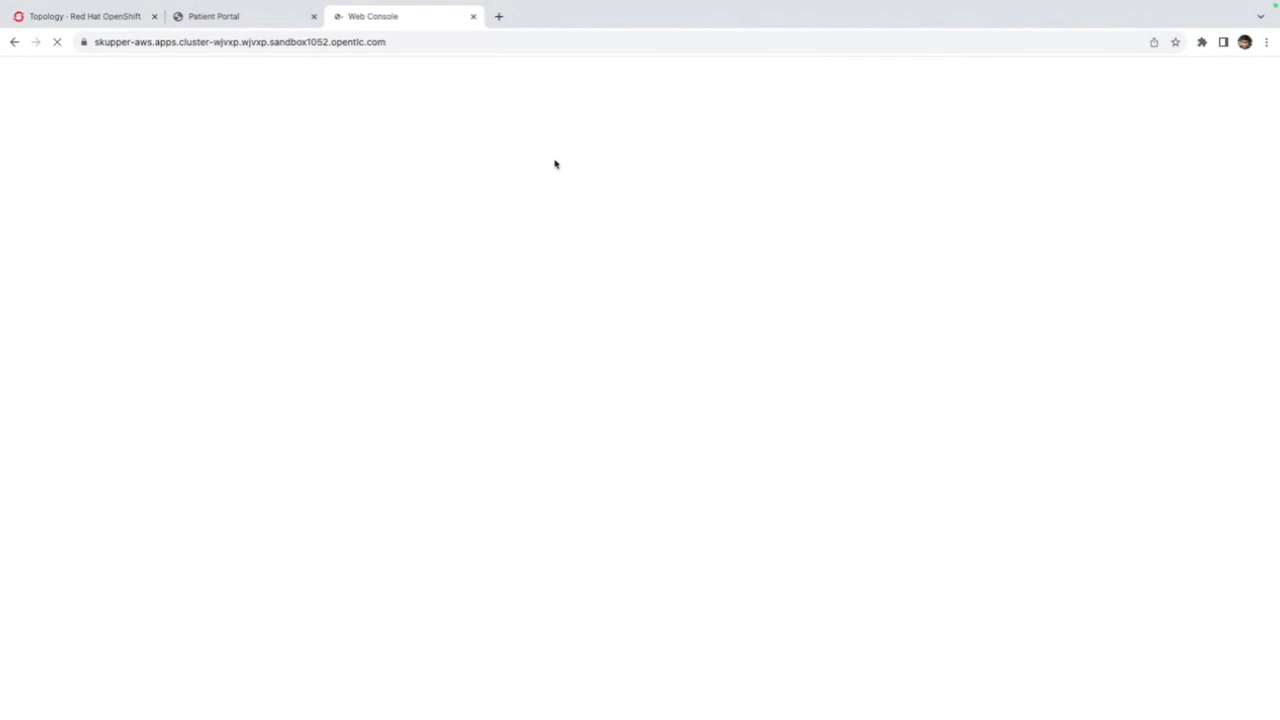 Topology · Red Hat OpenShift
Patient Portal
Web Console
skupper-aws.apps.cluster-wjvxp.wjvxp.sandbox1052.opentlc.com